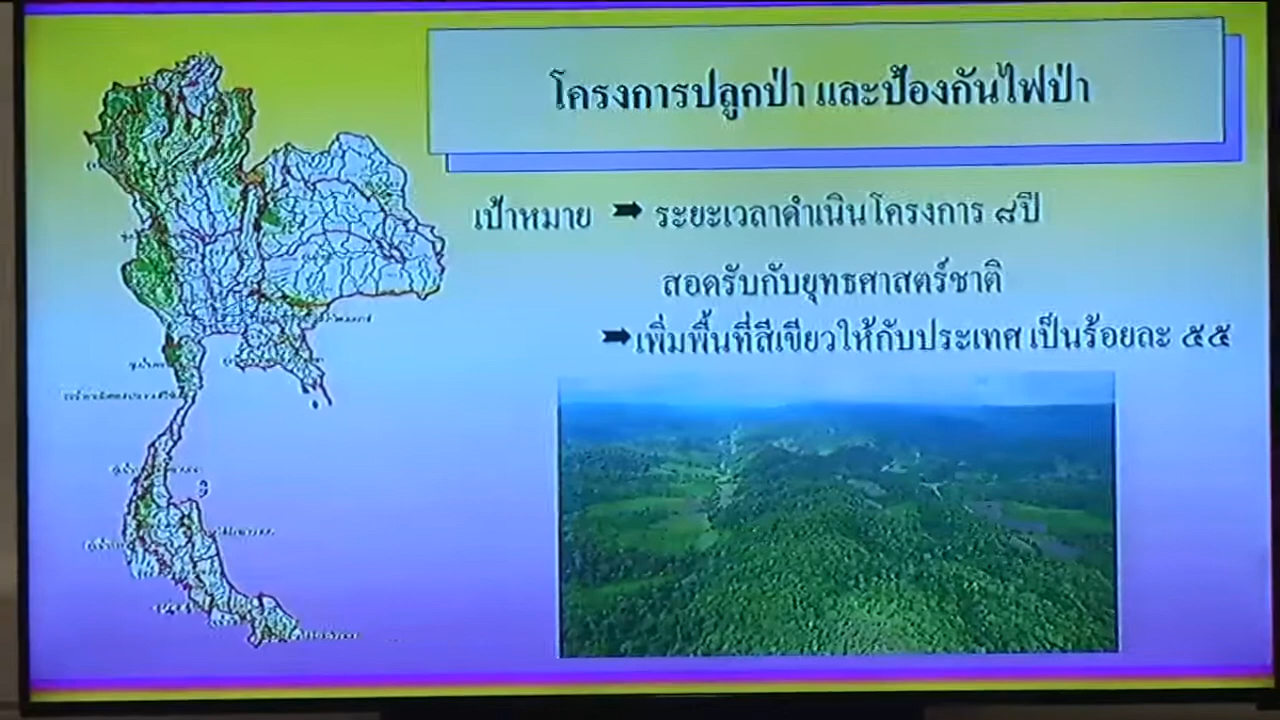 โครงการปลูกป่า และป้องกันไฟป่า
เป้าหมาย ➡ ระยะเวลาดำเนินโครงการ ๘ปี
สอดรับกับยุทธศาสตร์ชาติ
➡เพิ่มพื้นที่สีเขียวให้กับประเทศ เป็นร้อยละ ๕๕